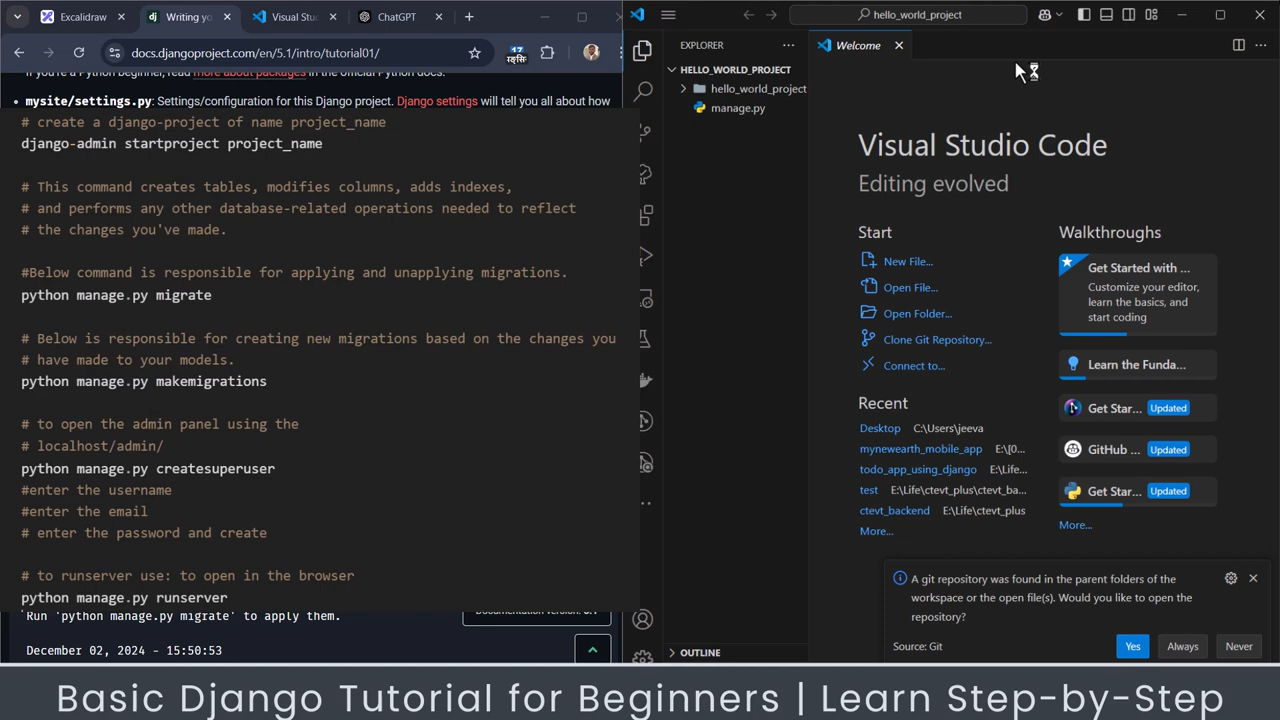 Excalidraw
Writing yo
Visual Stu
ChatGPT
docs.djangoproject.com/en/5.1/intro/tutorial01/
17
If you're a Python beginner, read more about packages in the official Python docs.
mysite/settings.py: Settings/configuration for this Django project. Django settings will tell you all about how
# create a django-project of name project_name
django-admin startproject project_name
# This command creates tables, modifies columns, adds indexes,
# and performs any other database-related operations needed to reflect
# the changes you've made.
#Below command is responsible for applying and unapplying migrations.
python manage.py migrate
# Below is responsible for creating new migrations based on the changes you
# have made to your models.
python manage.py makemigrations
# to open the admin panel using the
# localhost/admin/
python manage.py createsuperuser
#enter the username
#enter the email
# enter the password and create
# to runserver use: to open in the browser
python manage.py runserver
Run 'python manage.py migrate' to apply them.
December 02, 2024 - 15:50:53
hello_world_project
EXPLORER
HELLO_WORLD_PROJECT
hello_world_project
manage.py
OUTLINE
Welcome
Visual Studio Code
Editing evolved
Start
New File...
Open File...
Open Folder...
Clone Git Repository...
Connect to...
Recent
Desktop C:\Users\jeeva
mynewearth_mobile_app E:\[0...
todo_app_using_django E:\Life...
test E:\Life\ctevt_plus\ctevt_ba...
ctevt_backend E:\Life\ctevt_plus
More...
Walkthroughs
Get Started with ...
Customize your editor,
learn the basics, and
start coding
Learn the Funda...
Get Star... Updated
GitHub ... Updated
Get Star... Updated
More...
A git repository was found in the parent folders of the
workspace or the open file(s). Would you like to open the
repository?
Source: Git
Yes
Always
Never
Basic Django Tutorial for Beginners | Learn Step-by-Step